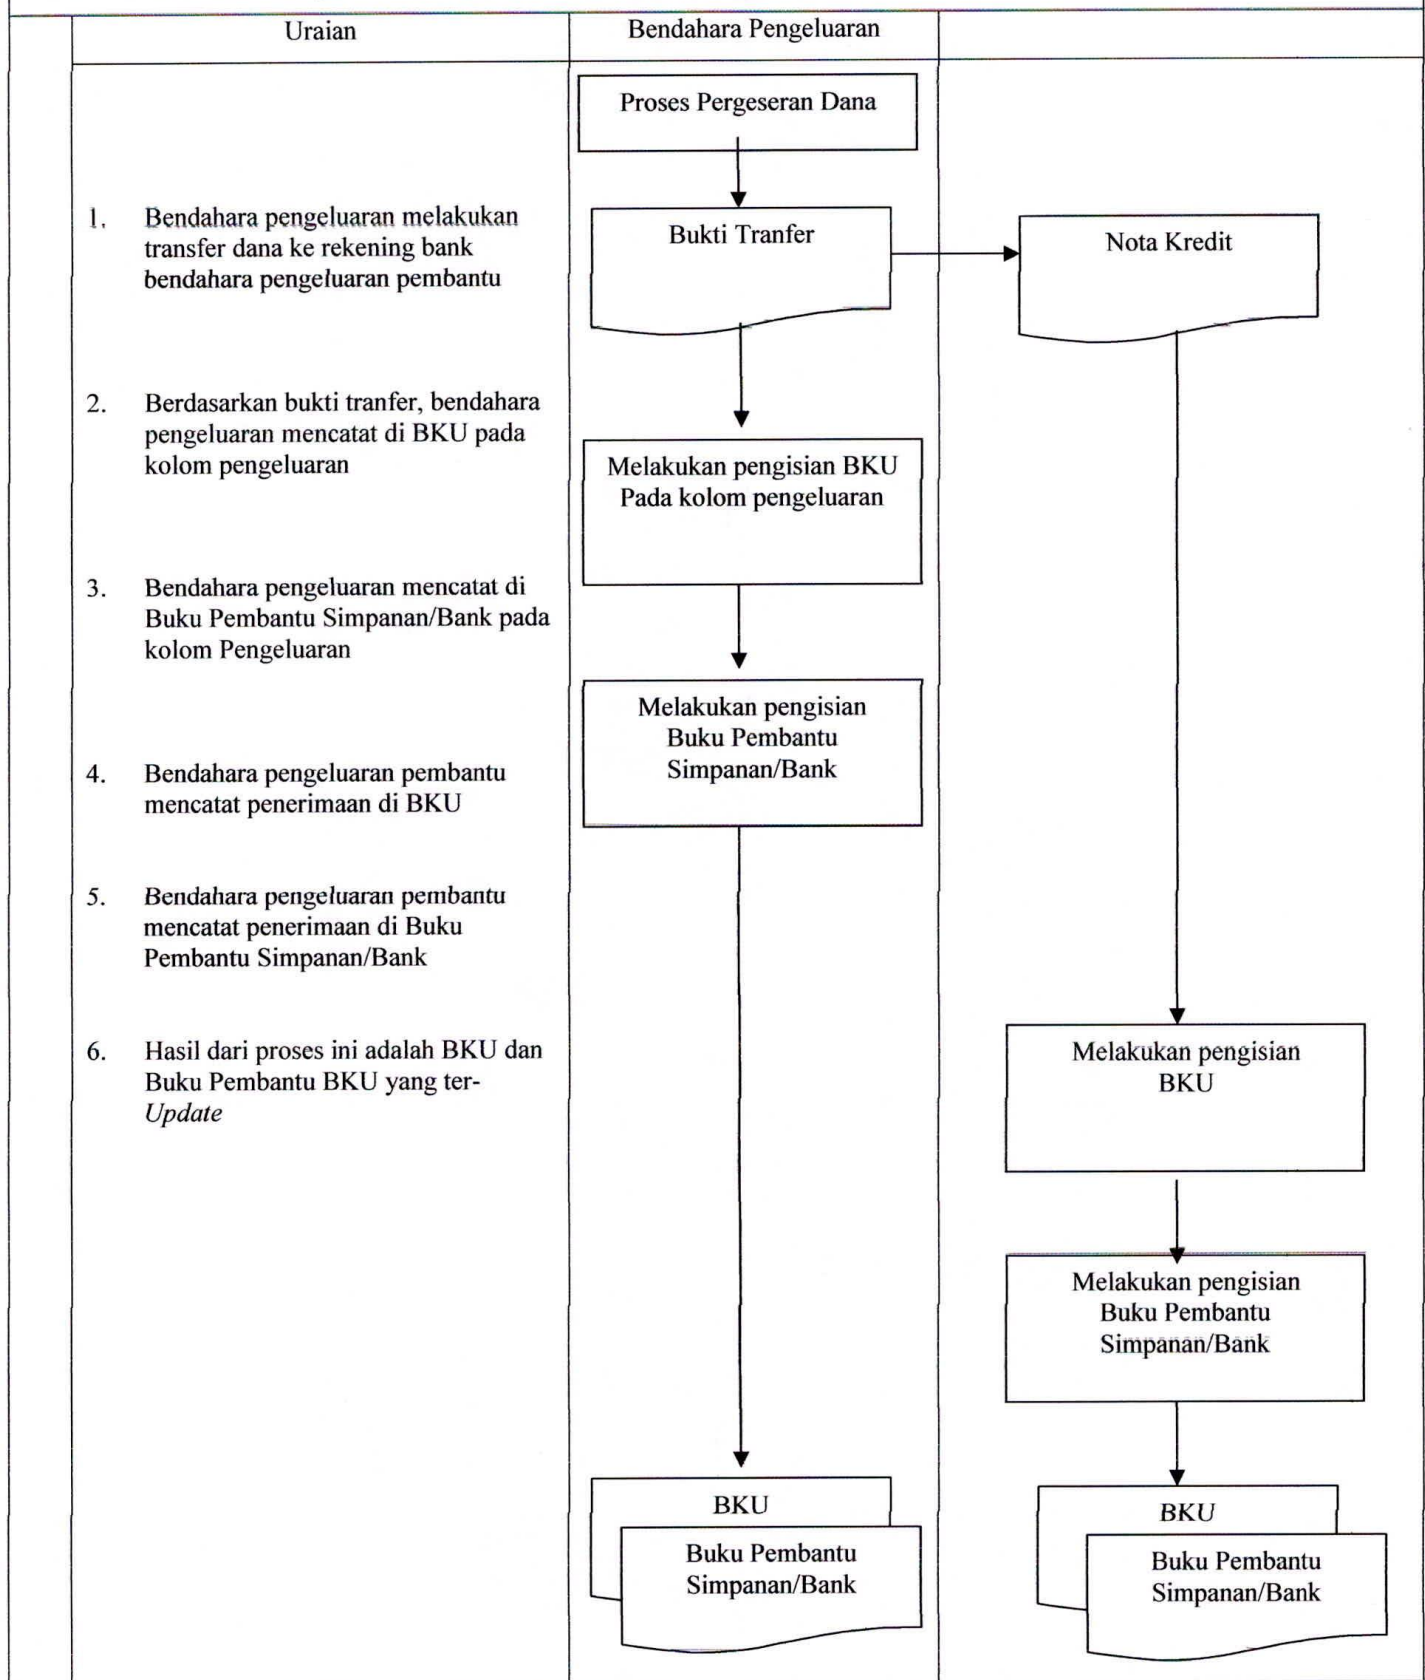 Uraian
Bendahara Pengeluaran
Proses Pergeseran Dana
1. Bendahara pengeluaran melakukan
transfer dana ke rekening bank
bendahara pengeluaran pembantu
Bukti Tranfer
Nota Kredit
2. Berdasarkan bukti tranfer, bendahara
pengeluaran mencatat di BKU pada
kolom pengeluaran
Melakukan pengisian BKU
Pada kolom pengeluaran
3. Bendahara pengeluaran mencatat di
Buku Pembantu Simpanan/Bank pada
kolom Pengeluaran
Melakukan pengisian
Buku Pembantu
Simpanan/Bank
4. Bendahara pengeluaran pembantu
mencatat penerimaan di BKU
5. Bendahara pengeluaran pembantu
mencatat penerimaan di Buku
Pembantu Simpanan/Bank
6. Hasil dari proses ini adalah BKU dan
Buku Pembantu BKU yang ter-
Update
Melakukan pengisian
BKU
Melakukan pengisian
Buku Pembantu
Simpanan/Bank
BKU
Buku Pembantu
Simpanan/Bank
BKU
Buku Pembantu
Simpanan/Bank